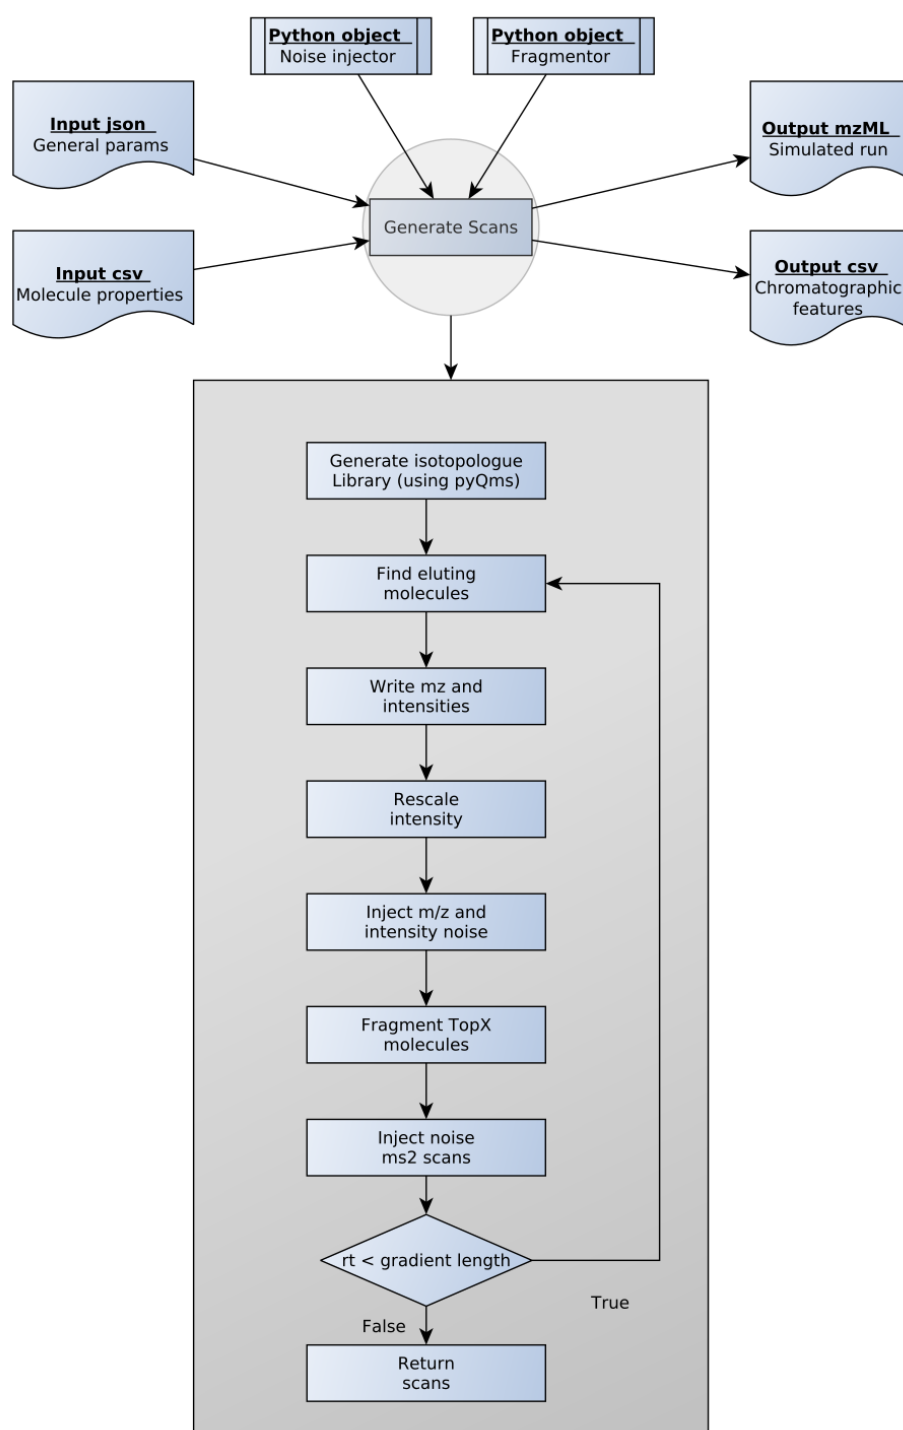 Python object
Noise injector
Python object
Fragmentor
Input json
General params
Output mzML
Simulated run
Generate Scans
Input csv
Molecule properties
Output csv
Chromatographic
features
Generate isotopologue
Library (using pyQms)
Find eluting
molecules
Write mz and
intensities
Rescale
intensity
Inject m/z and
intensity noise
Fragment TopX
molecules
Inject noise
ms2 scans
rt < gradient length
True
False
Return
scans